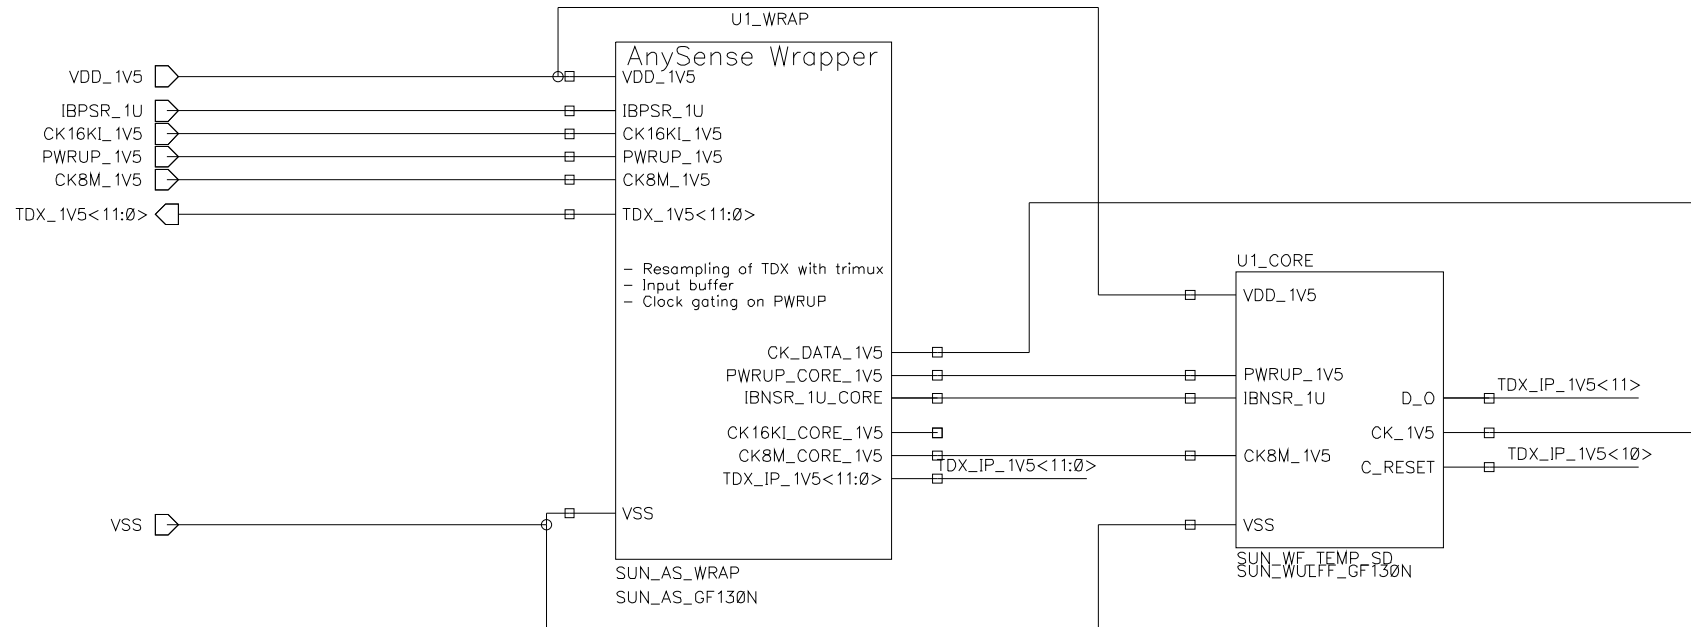 U1_WRAP
AnySense Wrapper
VDD_1V5
VDD_1V5
IBPSR_1U
IBPSR_1U
CK16KI_1V5
CK16KI_1V5
PWRUP_1V5
PWRUP_1V5
CK8M_1V5
CK8M_1V5
TDX_1V5<11:0>
TDX_1V5<11:0>
- Resampling of TDX with trimux
- Input buffer
- Clock gating on PWRUP
CK_DATA_1V5
PWRUP_CORE_1V5
IBNSR_1U_CORE
CK16KI_CORE_1V5
CK8M_CORE_1V5
TDX_IP_1V5<11:0>
TDX_IP_1V5<11:0>
VSS
VSS
SUN_AS_WRAP
SUN_AS_GF130N
U1_CORE
VDD_1V5
PWRUP_1V5
IBNSR_1U
D_O
TDX_IP_1V5<11>
CK_1V5
CK8M_1V5
C_RESET
TDX_IP_1V5<10>
VSS
SUN_WF_TEMP_SD
SUN_WULFF_GF130N